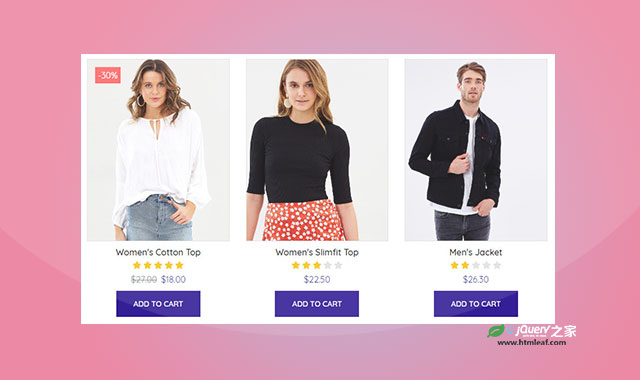 -30%
Women's Cotton Top
$27.00 $18.00
ADD TO CART
Women's Slimfit Top
$22.50
ADD TO CART
Men's Jacket
$26.30
ADD TO CART
jQuery之家
www.htmleaf.com